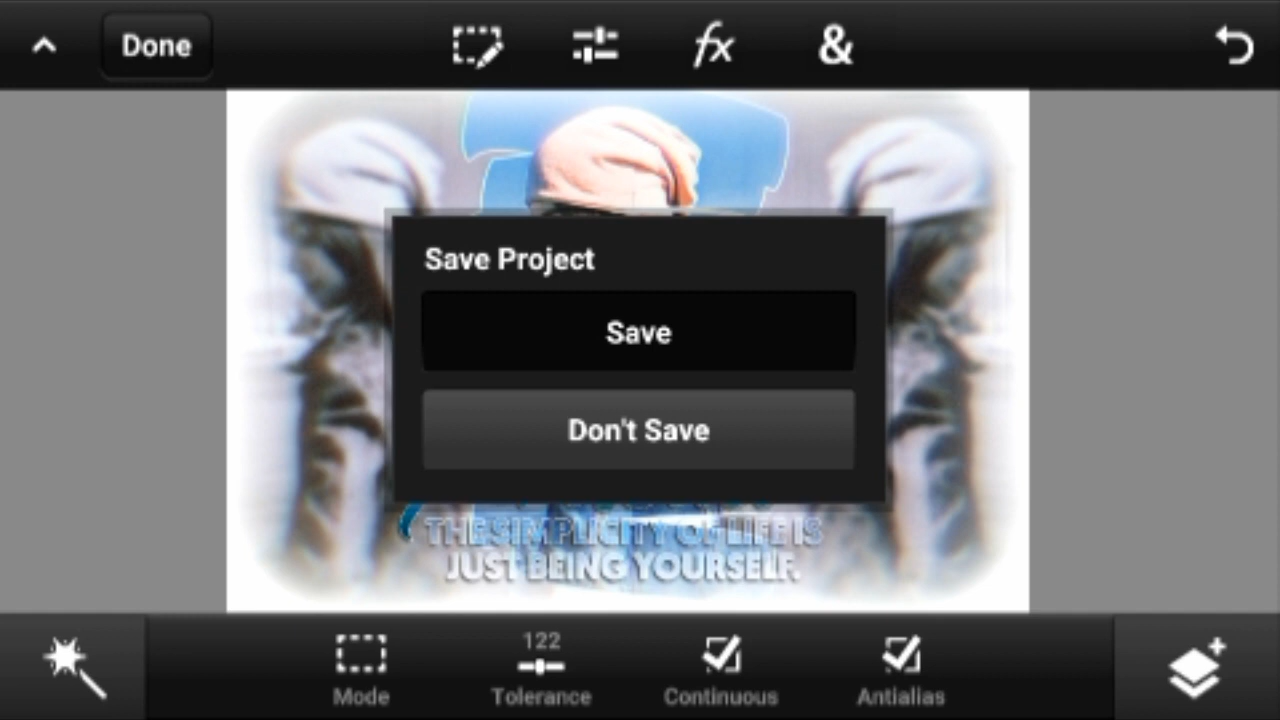 Done
fx
&
Save Project
Save
Don't Save
THE SIMPLICITY OF LIFE IS
JUST BEING YOURSELF.
122
Mode
Tolerance
Continuous
Antialias